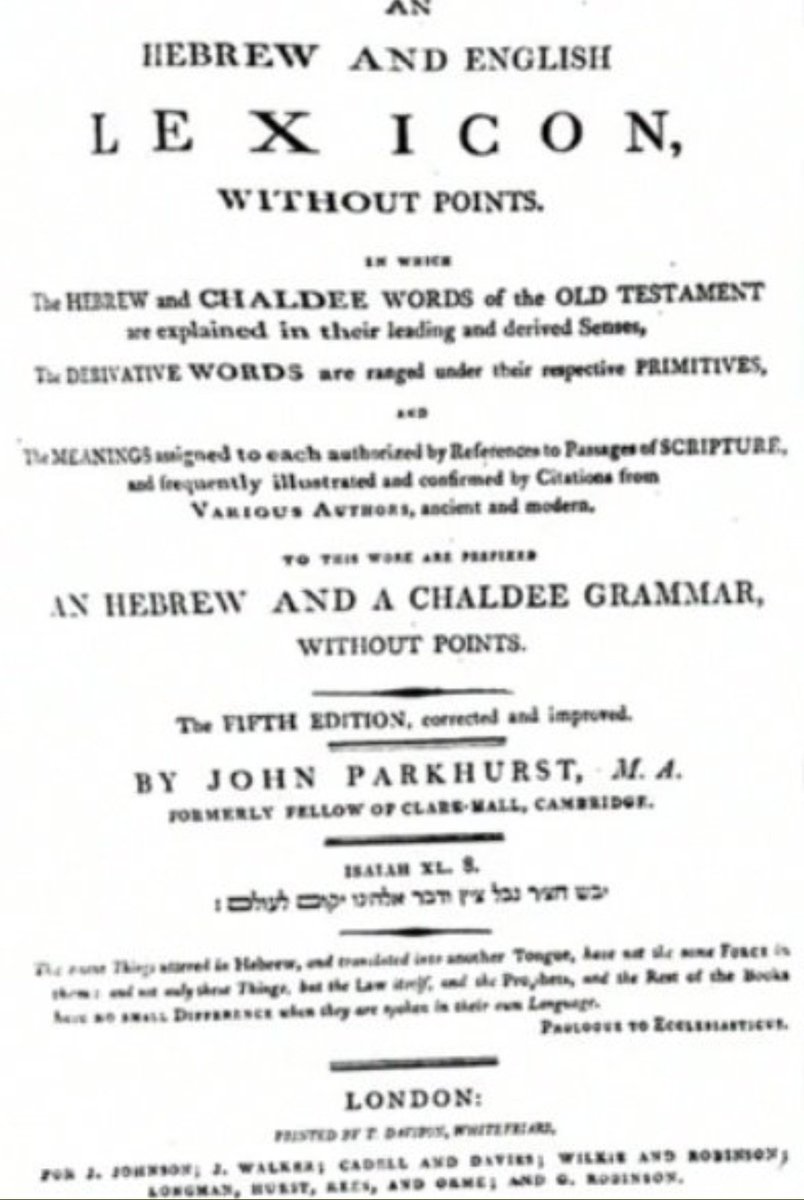 AN
HEBREW AND ENGLISH
LEXICON,
WITHOUT POINTS.
IN WHICH
The HEBREW and CHALDEE WORDS of the OLD TESTAMENT
are explained in their leading and derived Senses,
The DERIVATIVE WORDS are ranged under their respective PRIMITIVES,
AND
The MEANINGS assigned to each authorized by References to Passages of SCRIPTURE,
and frequently illustrated and confirmed by Citations from
VARIOUS AUTHORS, ancient and modern.
TO THIS WORK ARE PREFIXED
AN HEBREW AND A CHALDEE GRAMMAR,
WITHOUT POINTS.
The FIFTH EDITION, corrected and improved.
BY JOHN PARKHURST, M. A.
FORMERLY FELLOW OF CLARE-HALL, CAMBRIDGE.
ISAIAH XL. 8.
יבש חציר נבל ציץ ודבר אלהינו יקום לעולם :
The same Things uttered in Hebrew, and translated into another Tongue, have not the same FORCE in
them: and not only these Things, but the Law itself, and the Prophets, and the Rest of the Books
have NO SMALL DIFFERENCE when they are spoken in their own Language.
PROLOGUE TO ECCLESIASTICUS.
LONDON:
PRINTED BY T. DAVISON, WHITEFRIARS,
FOR J. JOHNSON; J. WALKER; CADELL AND DAVIES; WILKIE AND ROBINSON;
LONGMAN, HURST, REES, AND ORME; AND G. ROBINSON.